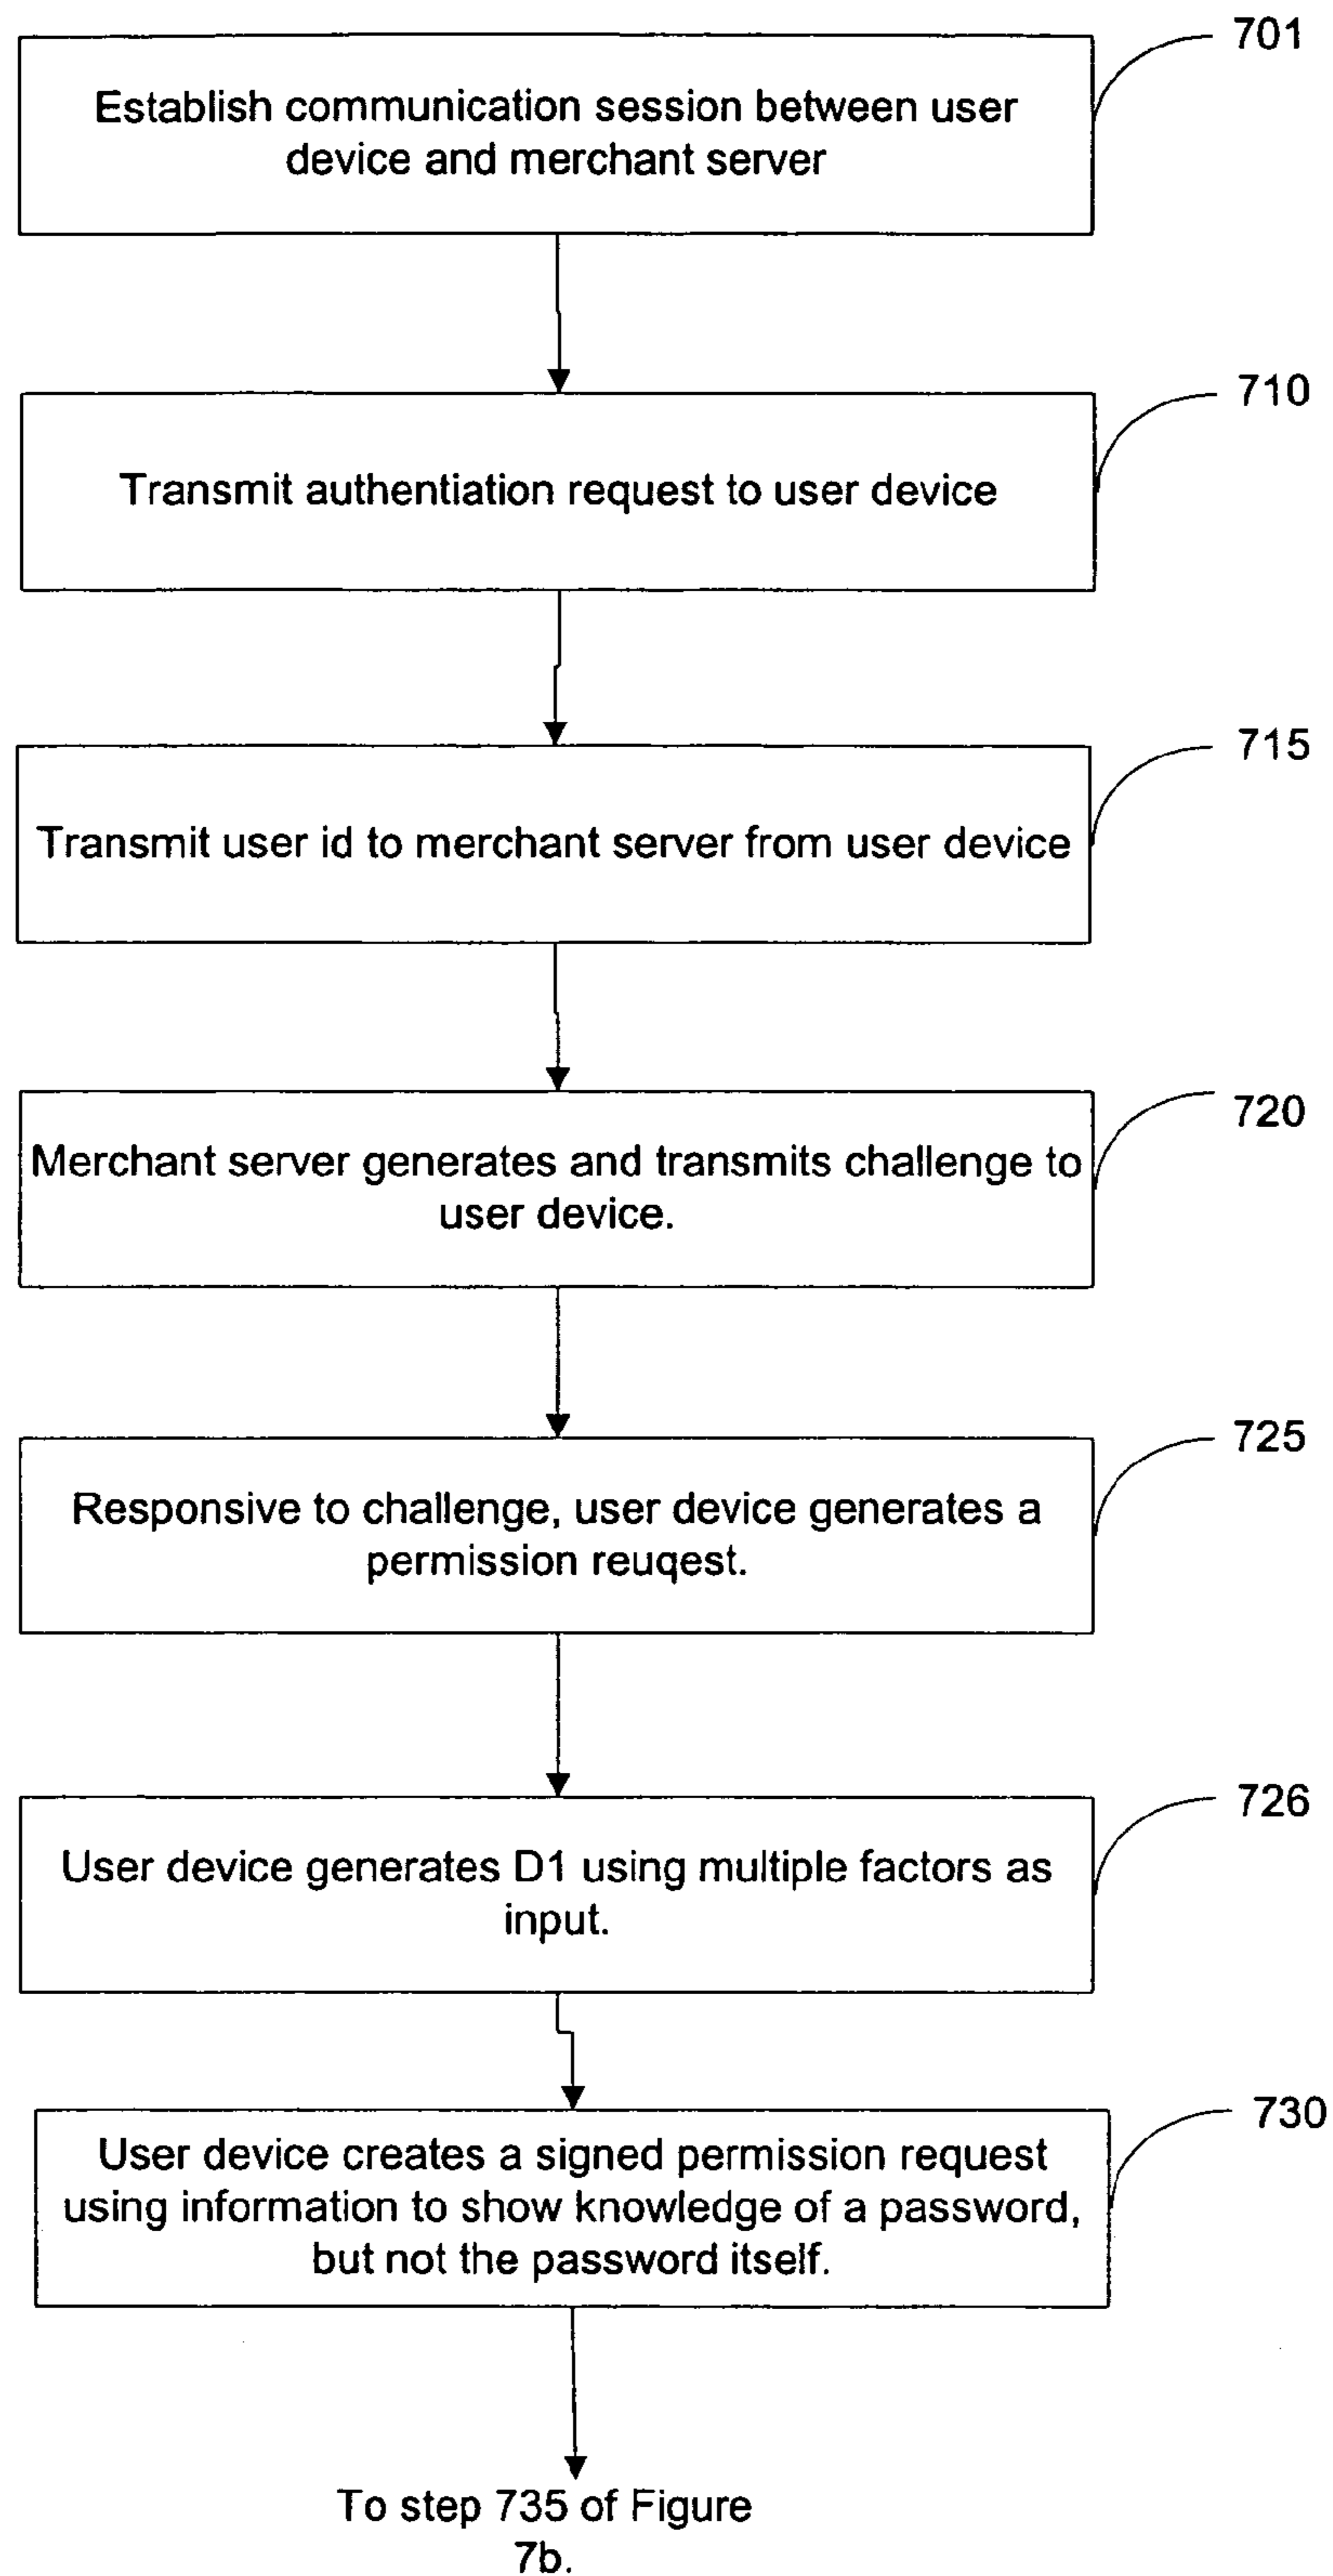 701
Establish communication session between user
device and merchant server
710
Transmit authentiation request to user device
715
Transmit user id to merchant server from user device
720
Merchant server generates and transmits challenge to
user device.
725
Responsive to challenge, user device generates a
permission reuqest.
726
User device generates D1 using multiple factors as
input.
730
User device creates a signed permission request
using information to show knowledge of a password,
but not the password itself.
To step 735 of Figure
7b.